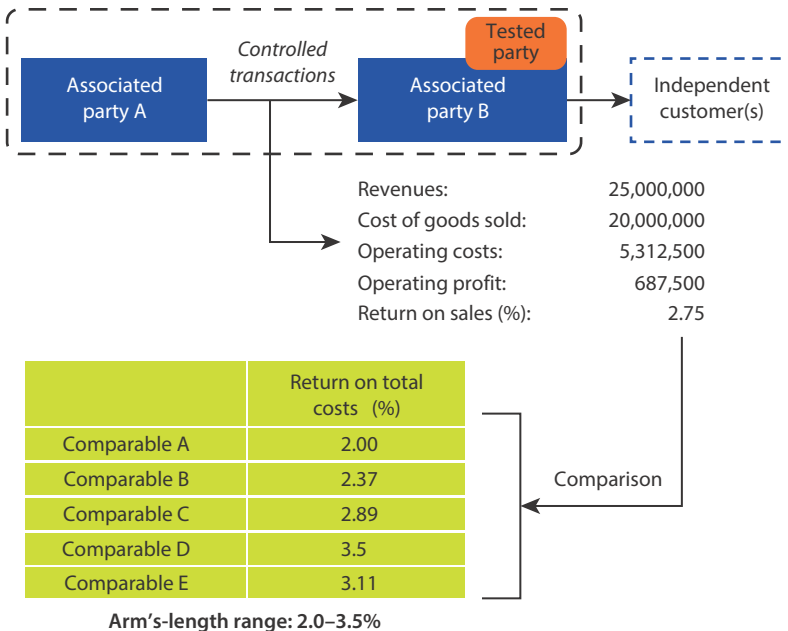 Tested
party
Controlled
transactions
Associated
party A
Associated
party B
Independent
customer(s)
Revenues: 25,000,000
Cost of goods sold: 20,000,000
Operating costs: 5,312,500
Operating profit: 687,500
Return on sales (%): 2.75
Return on total
costs (%)
Comparable A 2.00
Comparable B 2.37
Comparable C 2.89
Comparable D 3.5
Comparable E 3.11
Comparison
Arm’s-length range: 2.0–3.5%